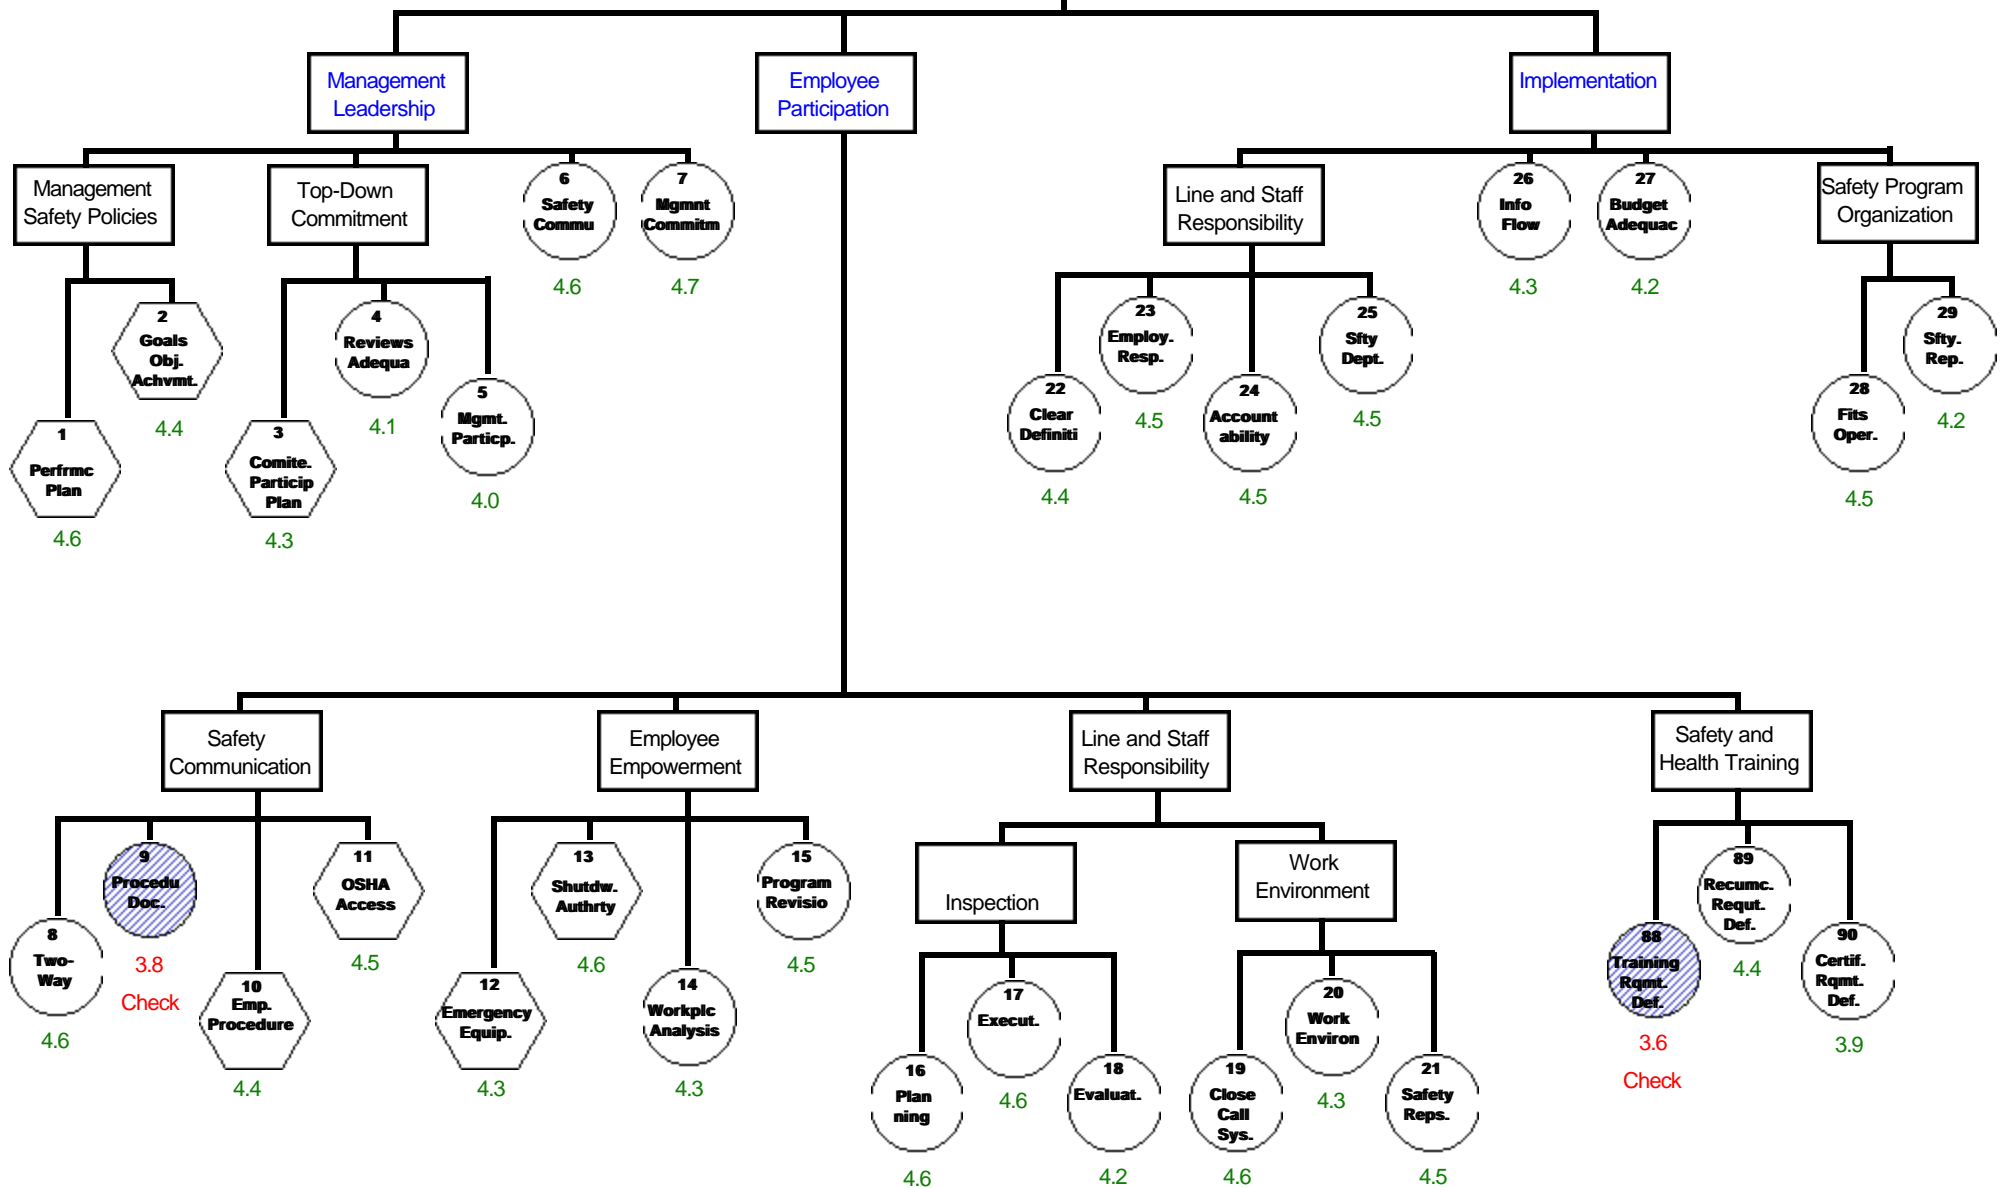 Management
Leadership
Employee
Participation
Implementation
Management
Safety Policies
Top-Down
Commitment
6
Safety
Commu
4.6
7
Mgmnt
Commitm
4.7
Line and Staff
Responsibility
26
Info
Flow
4.3
27
Budget
Adequac
4.2
Safety Program
Organization
1
Perfrmc
Plan
4.6
2
Goals
Obj.
Achvmt.
4.4
3
Comite.
Particip
Plan
4.3
4
Reviews
Adequa
4.1
5
Mgmt.
Particp.
4.0
22
Clear
Definiti
4.4
23
Employ.
Resp.
4.5
24
Account
ability
4.5
25
Sfty
Dept.
4.5
28
Fits
Oper.
4.5
29
Sfty.
Rep.
4.2
Safety
Communication
Employee
Empowerment
Line and Staff
Responsibility
Safety and
Health Training
8
Two-
Way
4.6
9
Procedu
Doc.
3.8
Check
10
Emp.
Procedure
4.4
11
OSHA
Access
4.5
12
Emergency
Equip.
4.3
13
Shutdw.
Authrty
4.6
14
Workplc
Analysis
4.3
15
Program
Revisio
4.5
Inspection
Work
Environment
16
Plan
ning
4.6
17
Execut.
4.6
18
Evaluat.
4.2
19
Close
Call
Sys.
4.6
20
Work
Environ
4.3
21
Safety
Reps.
4.5
88
Training
Rqmt.
Def.
3.6
Check
89
Recumc.
Requt.
Def.
4.4
90
Certif.
Rqmt.
Def.
3.9